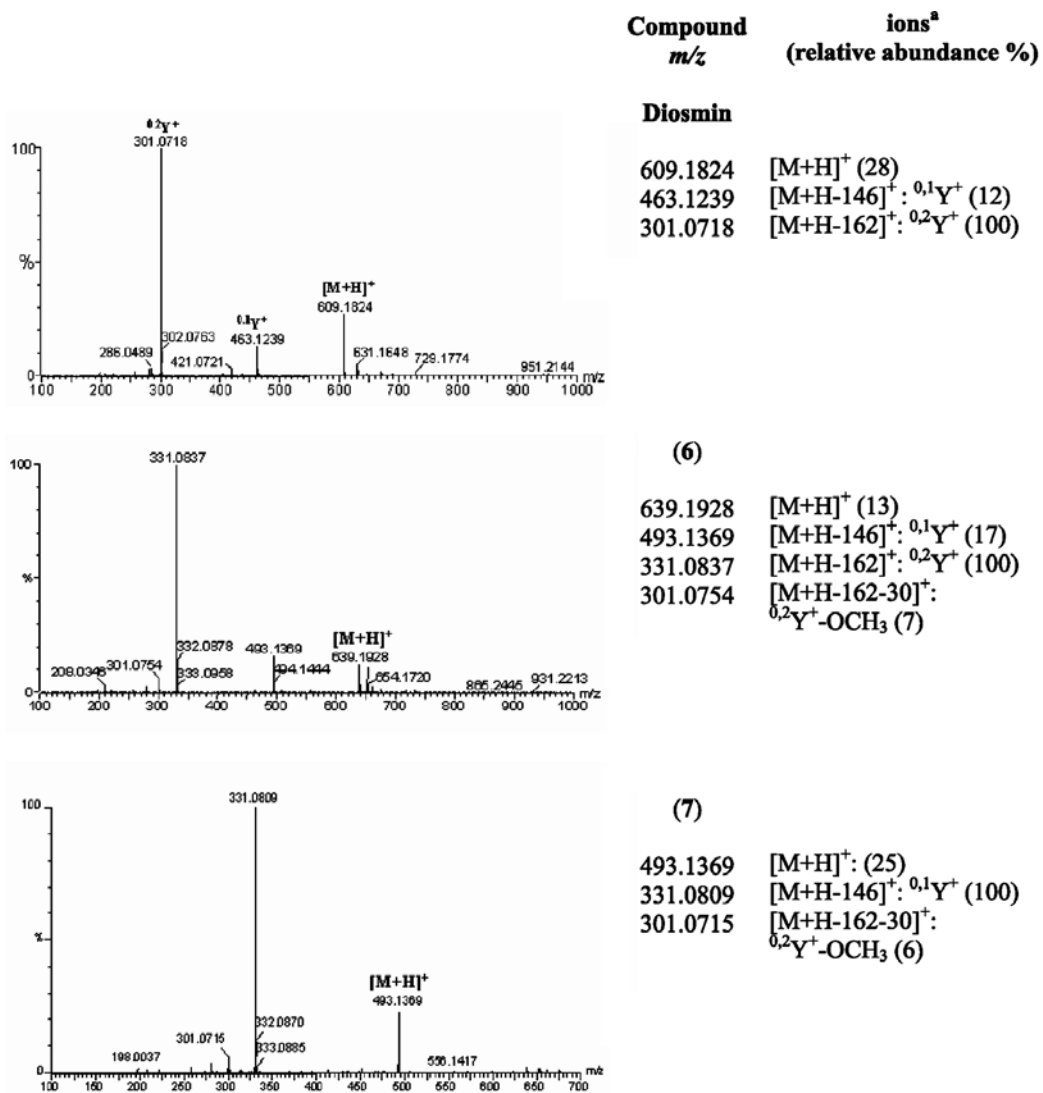 Compound ionsᵃ
m/z (relative abundance %)
Diosmin
609.1824 [M+H]⁺ (28)
463.1239 [M+H-146]⁺ : ⁰,¹Y⁺ (12)
301.0718 [M+H-162]⁺: ⁰,²Y⁺ (100)
⁰,²Y⁺
301.0718
100
%
0
[M+H]⁺
609.1824
⁰,¹Y⁺
463.1239
302.0763
286.0489
421.0721
631.1648
729.1774
951.2144
100 200 300 400 500 600 700 800 900 1000 m/z
(6)
639.1928 [M+H]⁺ (13)
493.1369 [M+H-146]⁺: ⁰,¹Y⁺ (17)
331.0837 [M+H-162]⁺: ⁰,²Y⁺ (100)
301.0754 [M+H-162-30]⁺:
⁰,²Y⁺-OCH₃ (7)
331.0837
100
%
0
[M+H]⁺
639.1928
332.0878
493.1369
301.0754
333.0958
494.1444
654.1720
931.2213
100 200 300 400 500 600 700 800 900 1000 m/z
(7)
493.1369 [M+H]⁺: (25)
331.0809 [M+H-146]⁺: ⁰,¹Y⁺ (100)
301.0715 [M+H-162-30]⁺:
⁰,²Y⁺-OCH₃ (6)
331.0809
100
%
0
[M+H]⁺
493.1369
332.0870
301.0715
333.0885
198.0037
556.1417
100 150 200 250 300 350 400 450 500 550 600 650 700 m/z